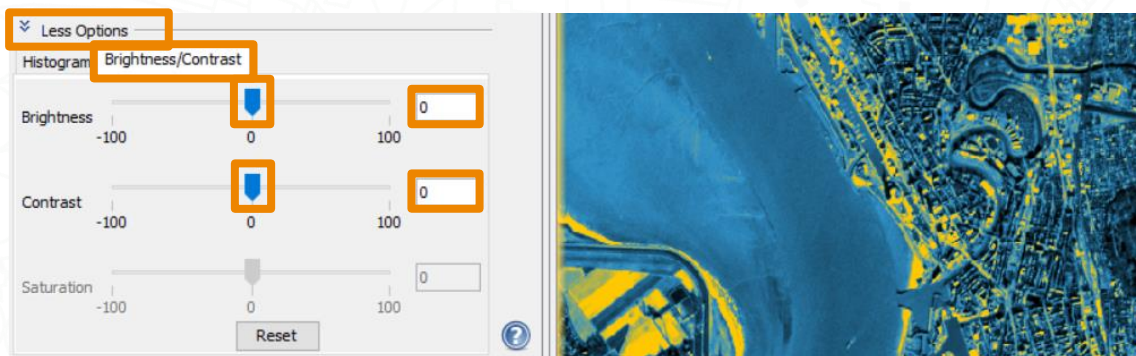 Less Options
Histogram Brightness/Contrast
Brightness 0
-100 0 100
Contrast 0
-100 0 100
Saturation 0
-100 0 100
Reset
?